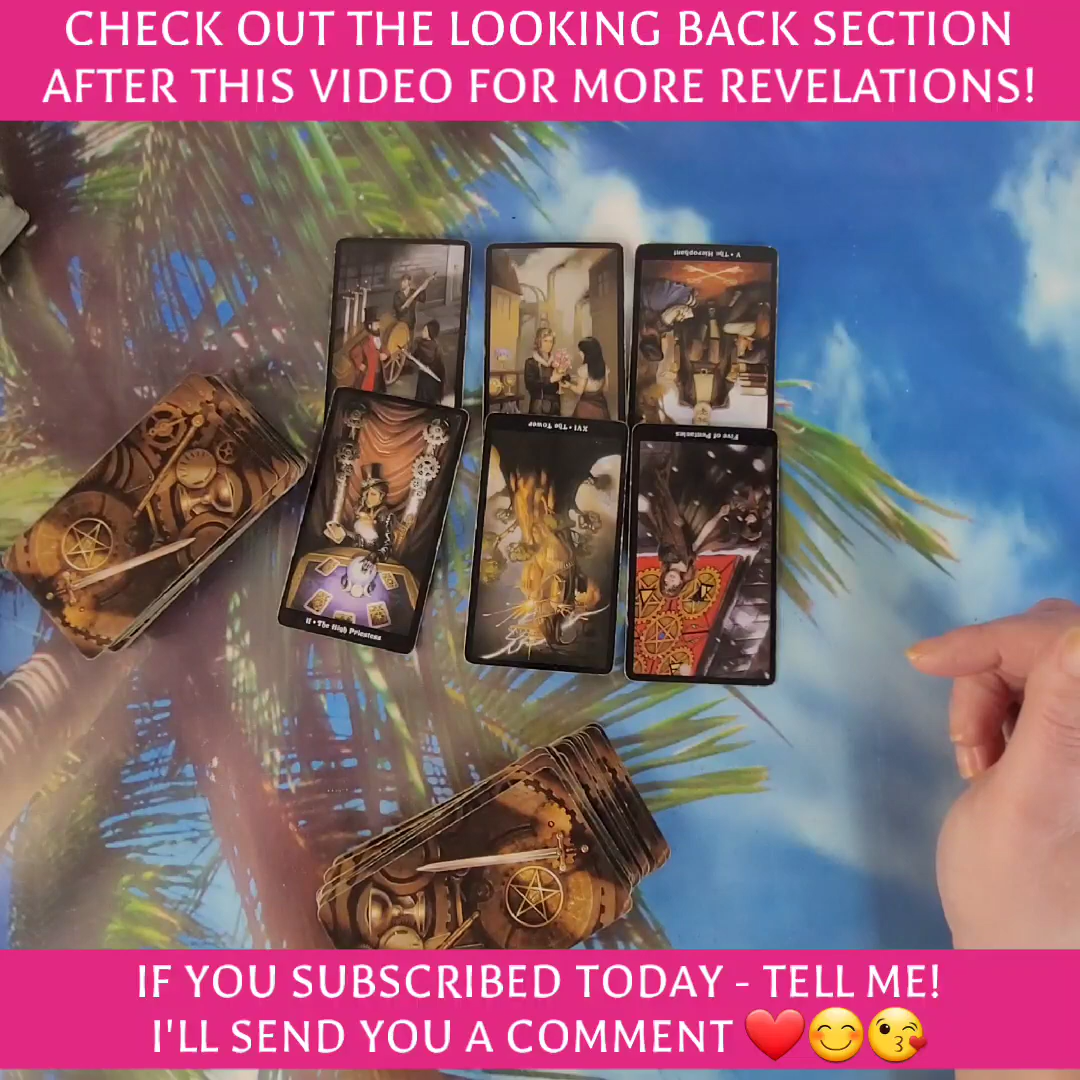 CHECK OUT THE LOOKING BACK SECTION
AFTER THIS VIDEO FOR MORE REVELATIONS!
V • The Hierophant
XVI • The Tower
Five of Pentacles
II • The High Priestess
IF YOU SUBSCRIBED TODAY - TELL ME!
I'LL SEND YOU A COMMENT ❤️😊😘